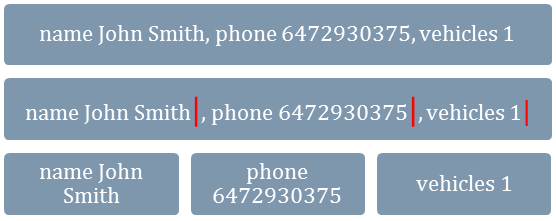 name John Smith, phone 6472930375, vehicles 1
name John Smith|, phone 6472930375|, vehicles 1|
name John
Smith
phone
6472930375
vehicles 1